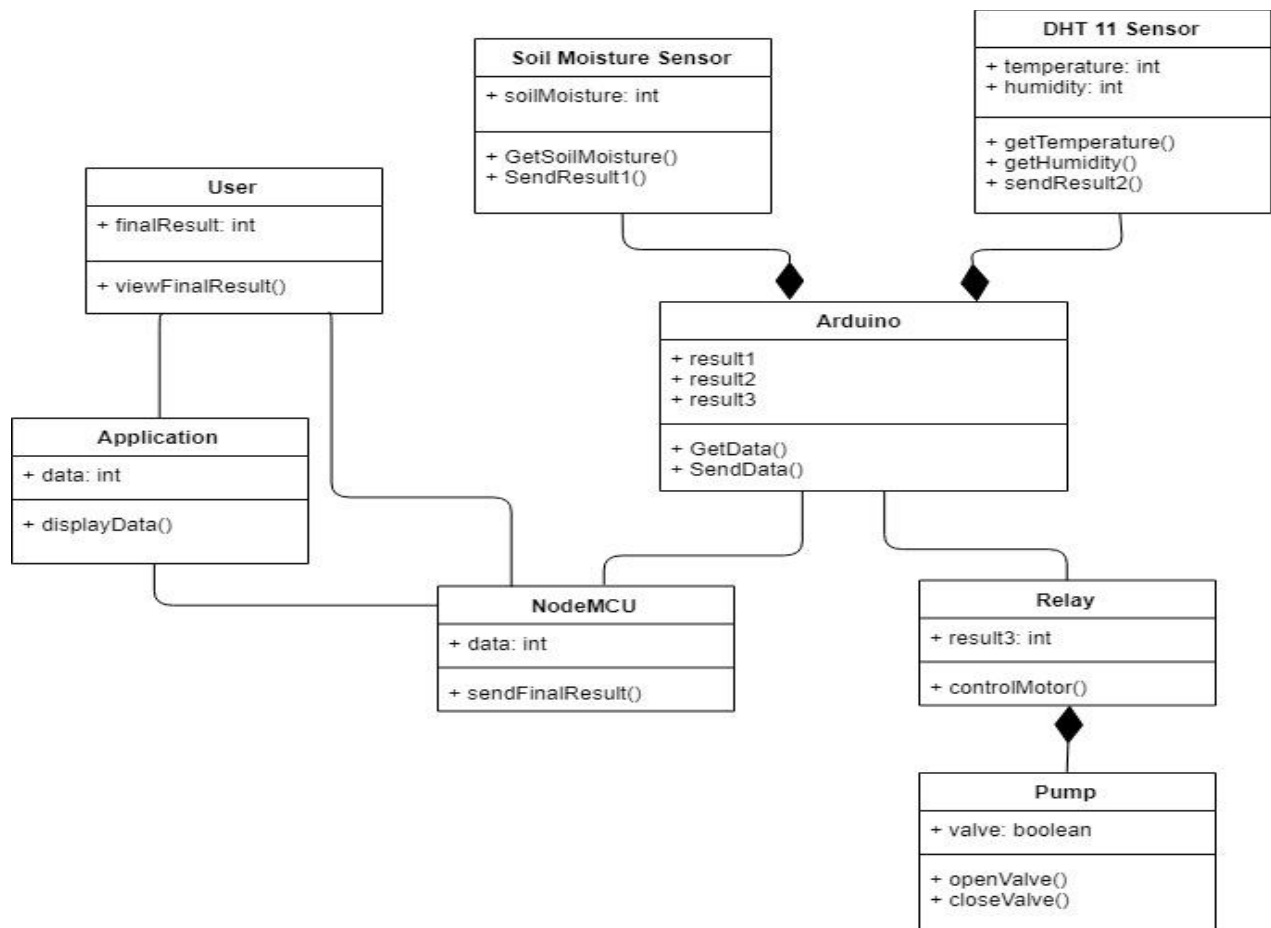 Soil Moisture Sensor
+ soilMoisture: int
+ GetSoilMoisture()
+ SendResult1()
DHT 11 Sensor
+ temperature: int
+ humidity: int
+ getTemperature()
+ getHumidity()
+ sendResult2()
User
+ finalResult: int
+ viewFinalResult()
Arduino
+ result1
+ result2
+ result3
+ GetData()
+ SendData()
Application
+ data: int
+ displayData()
NodeMCU
+ data: int
+ sendFinalResult()
Relay
+ result3: int
+ controlMotor()
Pump
+ valve: boolean
+ openValve()
+ closeValve()